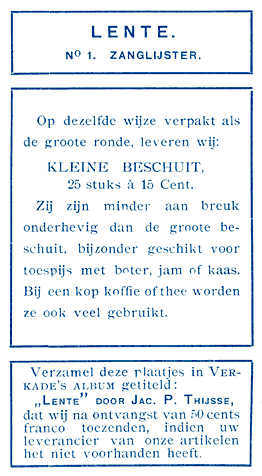 LENTE.
Nº 1. ZANGLIJSTER.
Op dezelfde wijze verpakt als
de groote ronde, leveren wij:
KLEINE BESCHUIT,
25 stuks à 15 Cent.
Zij zijn minder aan breuk
onderhevig dan de groote be-
schuit, bijzonder geschikt voor
toespijs met boter, jam of kaas.
Bij een kop koffie of thee worden
ze ook veel gebruikt.
Verzamel deze plaatjes in VER-
KADE'S ALBUM getiteld:
„LENTE” DOOR JAC. P. THIJSSE,
dat wij na ontvangst van 50 cents
franco toezenden, indien uw
leverancier van onze artikelen
het niet voorhanden heeft.